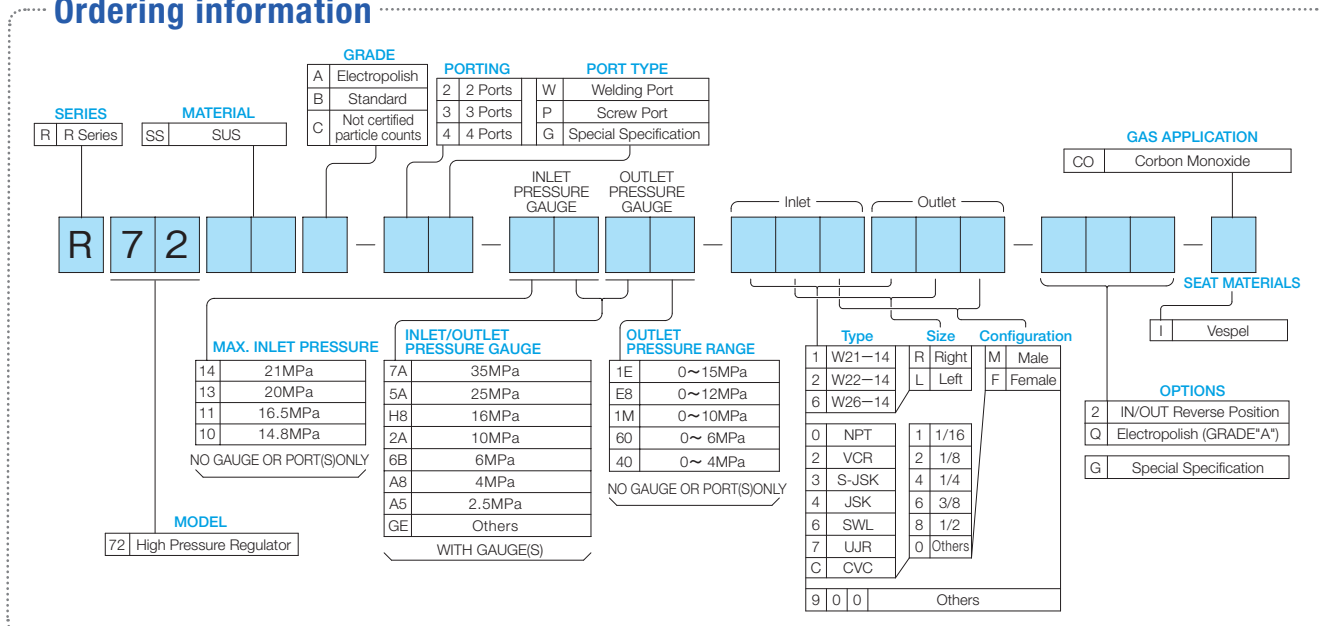 Ordering information
GRADE
A Electropolish
B Standard
C Not certified
particle counts
PORTING
2 2 Ports
3 3 Ports
4 4 Ports
PORT TYPE
W Welding Port
P Screw Port
G Special Specification
SERIES
R R Series
MATERIAL
SS SUS
GAS APPLICATION
CO Corbon Monoxide
INLET
PRESSURE
GAUGE
OUTLET
PRESSURE
GAUGE
Inlet
Outlet
R 7 2 — — — — —
SEAT MATERIALS
I Vespel
MAX. INLET PRESSURE
14 21MPa
13 20MPa
11 16.5MPa
10 14.8MPa
NO GAUGE OR PORT(S)ONLY
INLET/OUTLET
PRESSURE GAUGE
7A 35MPa
5A 25MPa
H8 16MPa
2A 10MPa
6B 6MPa
A8 4MPa
A5 2.5MPa
GE Others
WITH GAUGE(S)
OUTLET
PRESSURE RANGE
1E 0～15MPa
E8 0～12MPa
1M 0～10MPa
60 0～ 6MPa
40 0～ 4MPa
NO GAUGE OR PORT(S)ONLY
Type Size Configuration
1 W21−14 R Right M Male
2 W22−14 L Left F Female
6 W26−14
0 NPT 1 1/16
2 VCR 2 1/8
3 S-JSK 4 1/4
4 JSK 6 3/8
6 SWL 8 1/2
7 UJR 0 Others
C CVC
9 0 0 Others
OPTIONS
2 IN/OUT Reverse Position
Q Electropolish (GRADE"A")
G Special Specification
MODEL
72 High Pressure Regulator